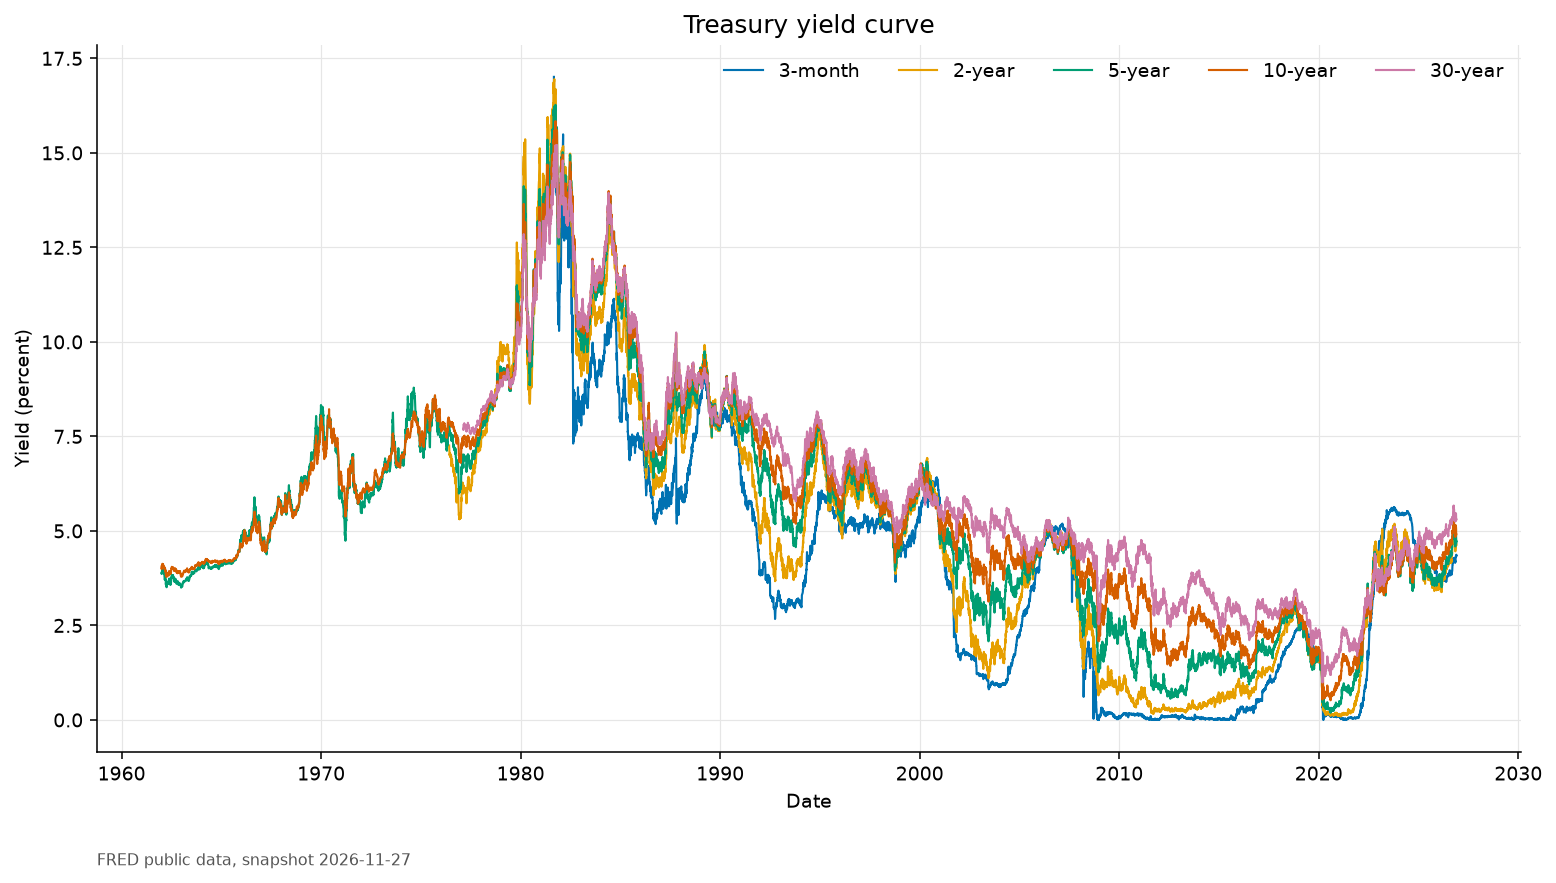 Treasury yield curve
3-month 2-year 5-year 10-year 30-year
17.5
15.0
12.5
10.0
7.5
5.0
2.5
0.0
Yield (percent)
1960 1970 1980 1990 2000 2010 2020 2030
Date
FRED public data, snapshot 2026-11-27